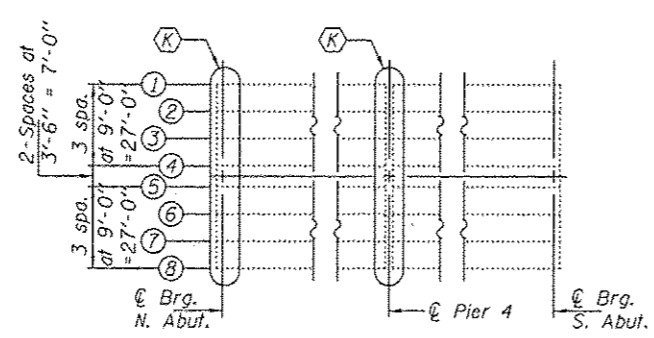 K
K
2-Spaces at
3'-6" = 7'-0"
3 spa.
at 9'-0"
=27'-0"
3 spa.
at 9'-0"
=27'-0"
1
2
3
4
5
6
7
8
℄ Brg.
N. Abut.
℄ Pier 4
℄ Brg.
S. Abut.